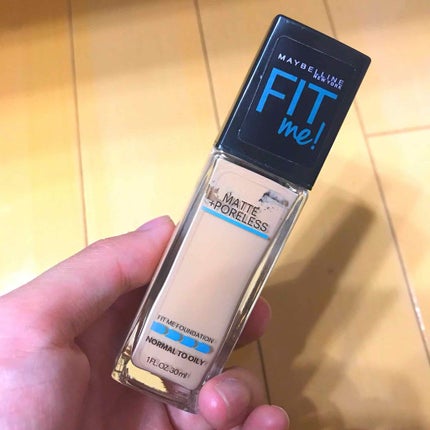 MAYBELLINE
NEW YORK
FIT
me!
MATTE
+PORELESS
FIT ME FOUNDATION
NORMAL TO OILY
1 FL OZ 30 ml